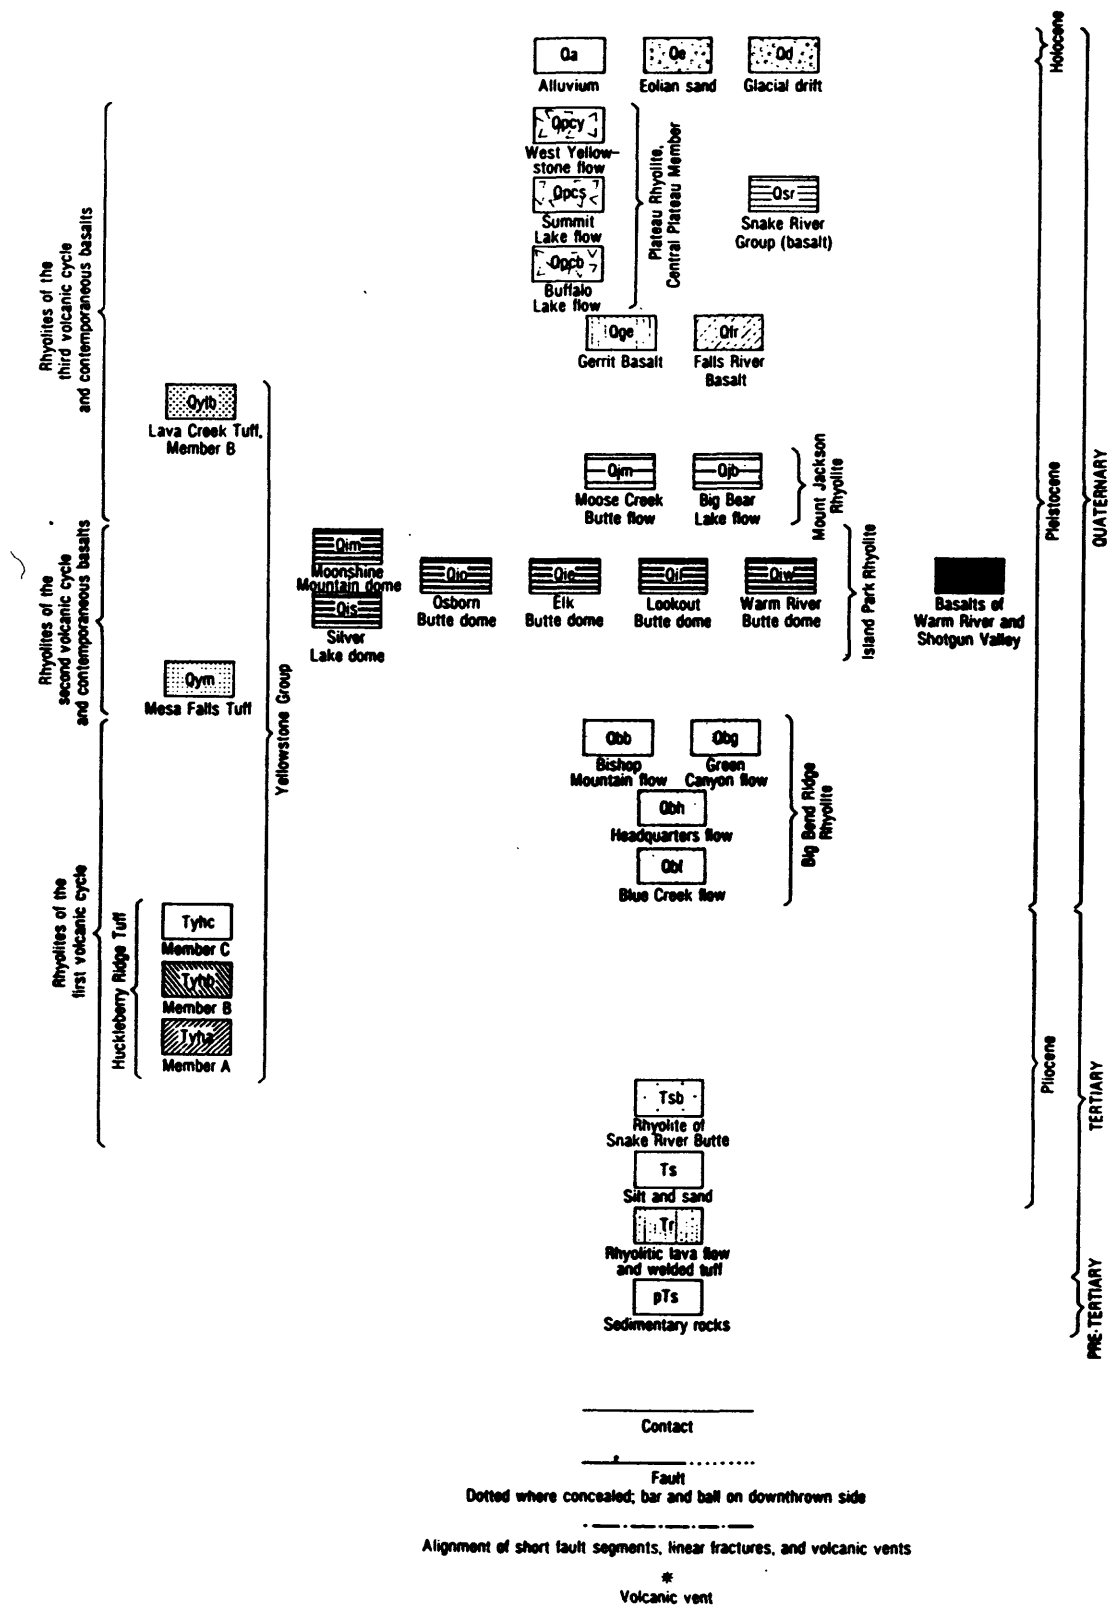 Qa
Alluvium
Qe
Eolian sand
Qd
Glacial drift
Holocene
Qpcy
West Yellow-
stone flow
Qpcs
Summit
Lake flow
Qpcb
Buffalo
Lake flow
Plateau Rhyolite,
Central Plateau Member
Qsr
Snake River
Group (basalt)
Rhyolites of the
third volcanic cycle
and contemporaneous basalts
Qge
Gerrit Basalt
Qfr
Falls River
Basalt
Qylb
Lava Creek Tuff,
Member B
Qjm
Moose Creek
Butte flow
Qjb
Big Bear
Lake flow
Mount Jackson
Rhyolite
Pleistocene
QUATERNARY
Rhyolites of the
second volcanic cycle
and contemporaneous basalts
Qim
Moonshine
Mountain dome
Qis
Silver
Lake dome
Qio
Osborn
Butte dome
Qie
Elk
Butte dome
Qil
Lookout
Butte dome
Qiw
Warm River
Butte dome
Island Park Rhyolite
Basalts of
Warm River and
Shotgun Valley
Qym
Mesa Falls Tuff
Yellowstone Group
Qbb
Bishop
Mountain flow
Qbg
Green
Canyon flow
Qbh
Headquarters flow
Qbl
Blue Creek flow
Big Bend Ridge
Rhyolite
Rhyolites of the
first volcanic cycle
Huckleberry Ridge Tuff
Tyhc
Member C
Tyhb
Member B
Tyha
Member A
Pliocene
TERTIARY
Tsb
Rhyolite of
Snake River Butte
Ts
Silt and sand
Tr
Rhyolitic lava flow
and welded tuff
pTs
Sedimentary rocks
PRE-TERTIARY
Contact
Fault
Dotted where concealed; bar and ball on downthrown side
Alignment of short fault segments, linear fractures, and volcanic vents
*
Volcanic vent